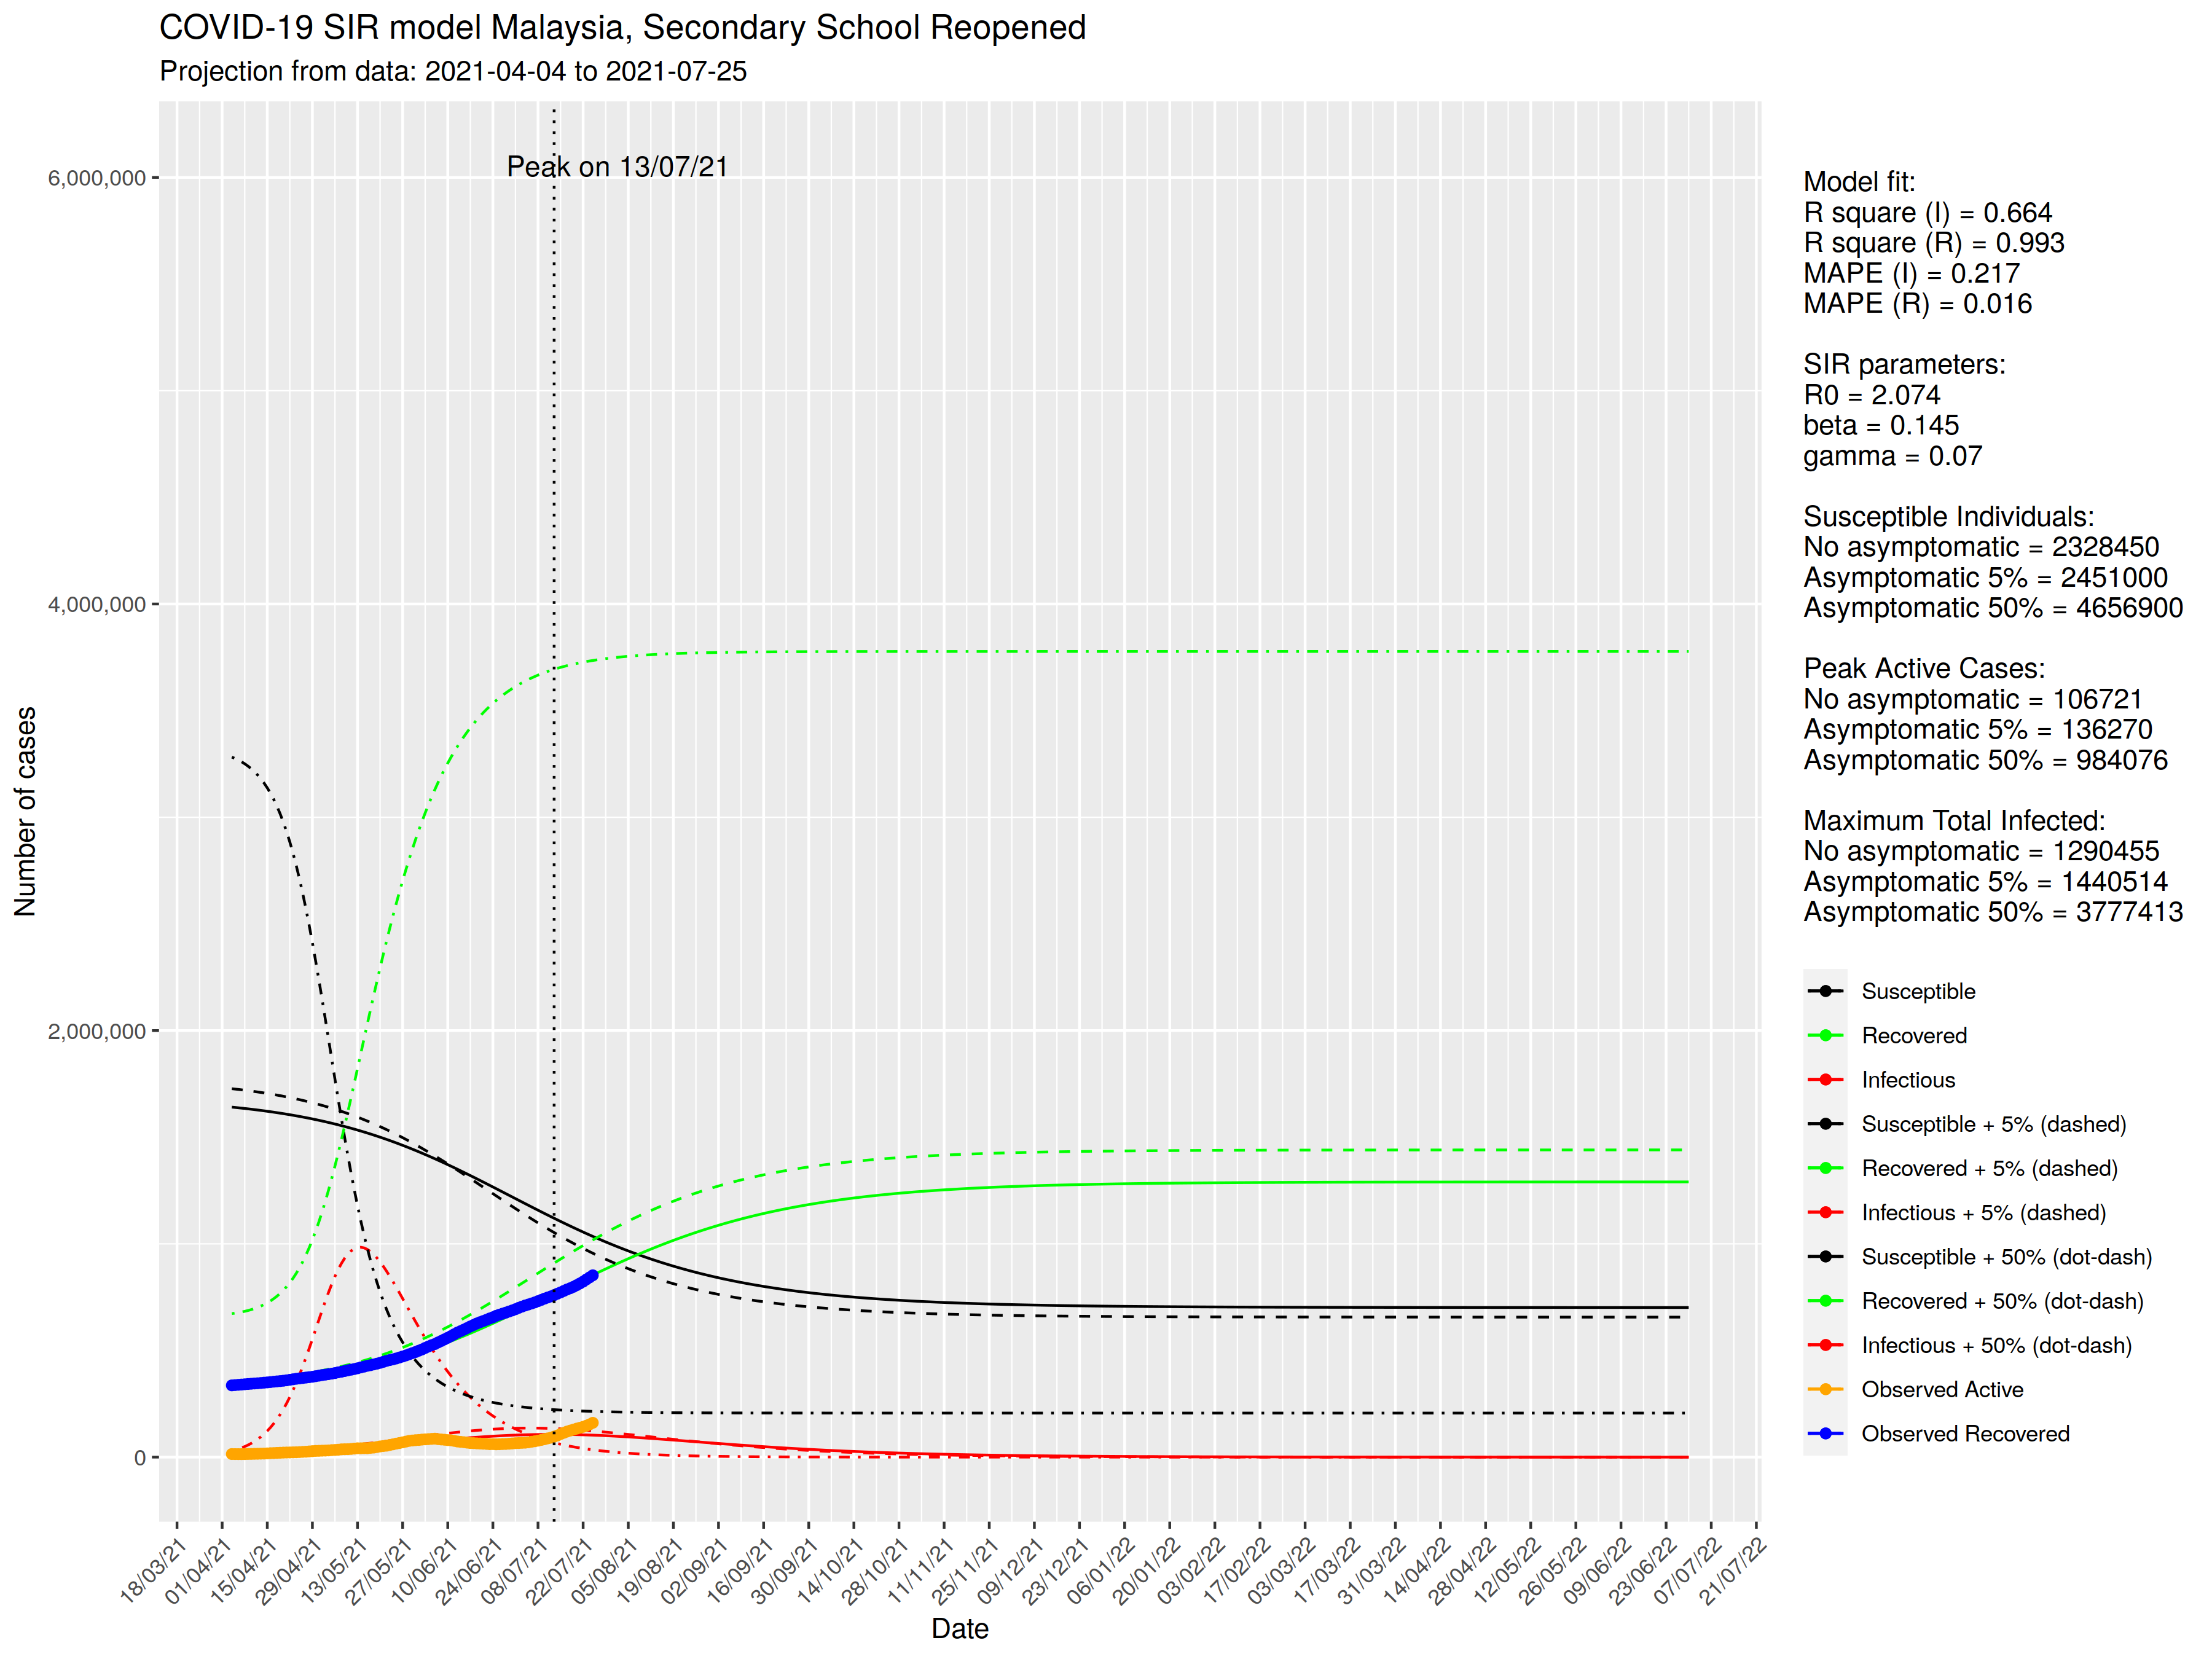 COVID-19 SIR model Malaysia, Secondary School Reopened
Projection from data: 2021-04-04 to 2021-07-25
Peak on 13/07/21
6,000,000
4,000,000
2,000,000
0
Number of cases
18/03/21
01/04/21
15/04/21
29/04/21
13/05/21
27/05/21
10/06/21
24/06/21
08/07/21
22/07/21
05/08/21
19/08/21
02/09/21
16/09/21
30/09/21
14/10/21
28/10/21
11/11/21
25/11/21
09/12/21
23/12/21
06/01/22
20/01/22
03/02/22
17/02/22
03/03/22
17/03/22
31/03/22
14/04/22
28/04/22
12/05/22
26/05/22
09/06/22
23/06/22
07/07/22
21/07/22
Date
Model fit:
R square (I) = 0.664
R square (R) = 0.993
MAPE (I) = 0.217
MAPE (R) = 0.016
SIR parameters:
R0 = 2.074
beta = 0.145
gamma = 0.07
Susceptible Individuals:
No asymptomatic = 2328450
Asymptomatic 5% = 2451000
Asymptomatic 50% = 4656900
Peak Active Cases:
No asymptomatic = 106721
Asymptomatic 5% = 136270
Asymptomatic 50% = 984076
Maximum Total Infected:
No asymptomatic = 1290455
Asymptomatic 5% = 1440514
Asymptomatic 50% = 3777413
Susceptible
Recovered
Infectious
Susceptible + 5% (dashed)
Recovered + 5% (dashed)
Infectious + 5% (dashed)
Susceptible + 50% (dot-dash)
Recovered + 50% (dot-dash)
Infectious + 50% (dot-dash)
Observed Active
Observed Recovered